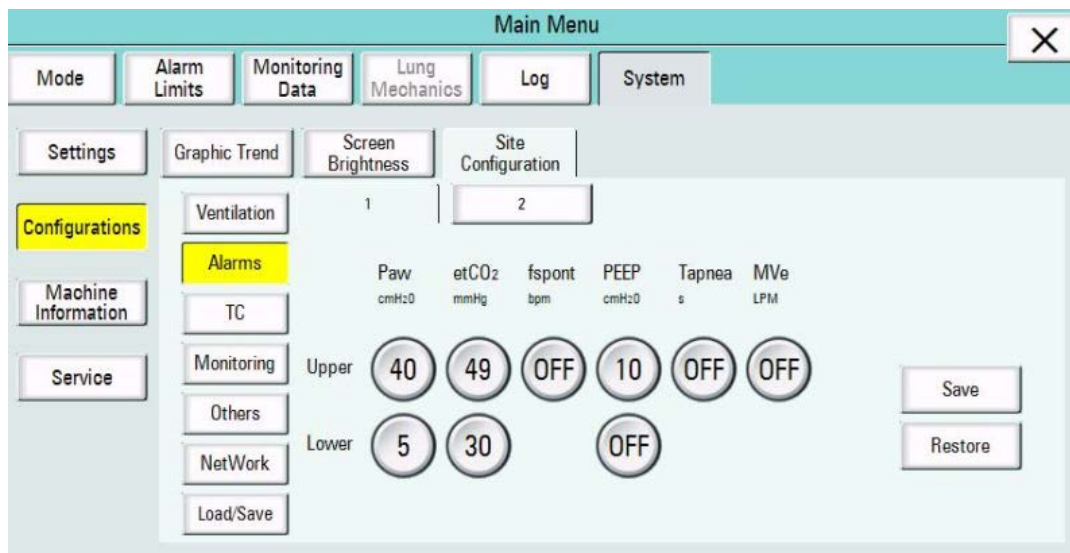 Main Menu
Mode
Alarm
Limits
Monitoring
Data
Lung
Mechanics
Log
System
Settings
Configurations
Machine
Information
Service
Graphic Trend
Screen
Brightness
Site
Configuration
Ventilation
Alarms
TC
Monitoring
Others
NetWork
Load/Save
1
2
Paw etCO₂ fspont PEEP Tapnea MVe
cmH₂0 mmHg bpm cmH₂0 s LPM
Upper 40 49 OFF 10 OFF OFF
Lower 5 30 OFF
Save
Restore